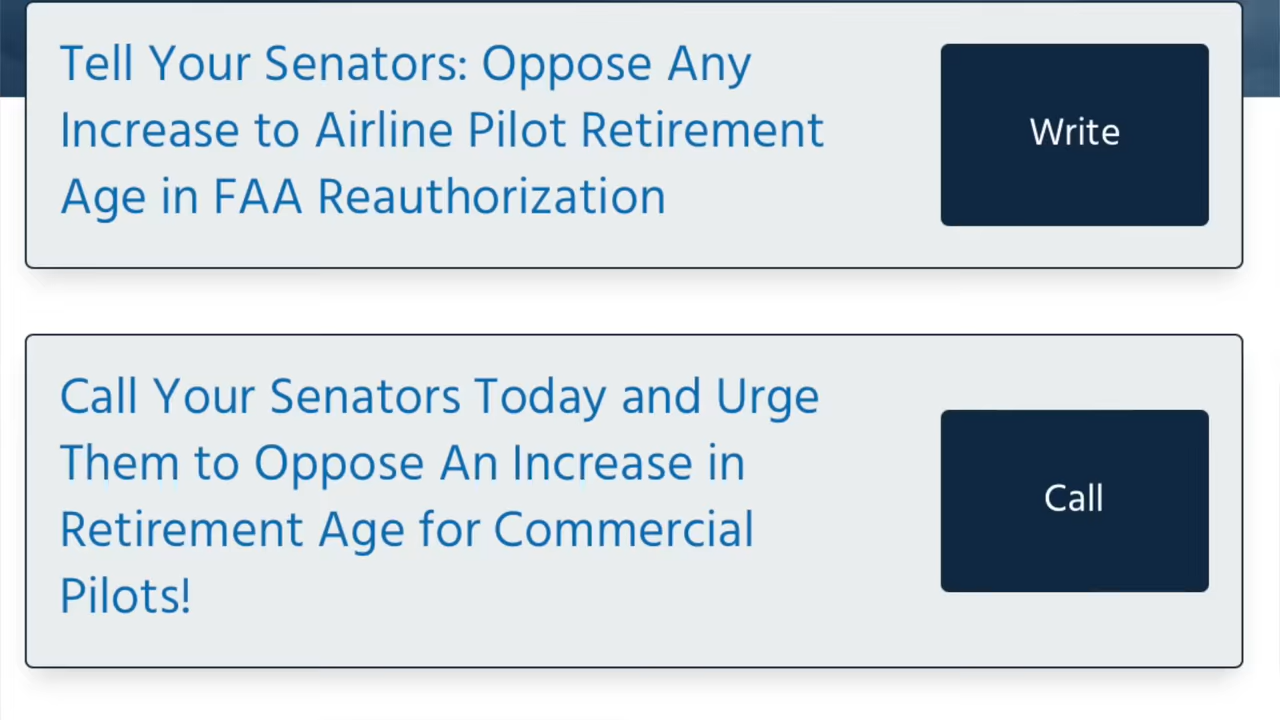 Tell Your Senators: Oppose Any
Increase to Airline Pilot Retirement
Age in FAA Reauthorization
Write
Call Your Senators Today and Urge
Them to Oppose An Increase in
Retirement Age for Commercial
Pilots!
Call